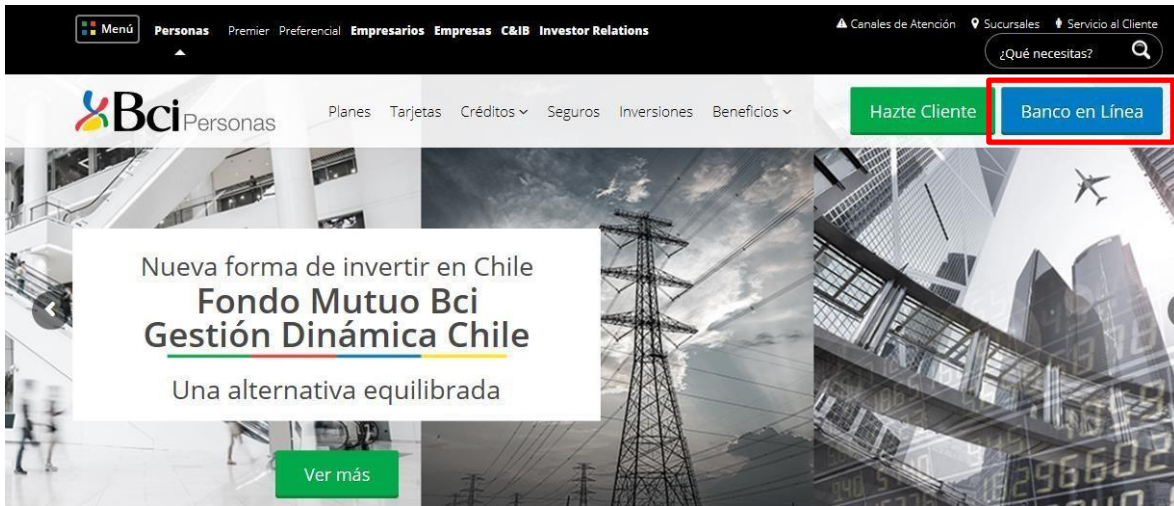 Menú Personas Premier Preferencial Empresarios Empresas C&IB Investor Relations
Canales de Atención Sucursales Servicio al Cliente
¿Qué necesitas?
Bci Personas
Planes Tarjetas Créditos Seguros Inversiones Beneficios
Hazte Cliente
Banco en Línea
Nueva forma de invertir en Chile
Fondo Mutuo Bci
Gestión Dinámica Chile
Una alternativa equilibrada
Ver más